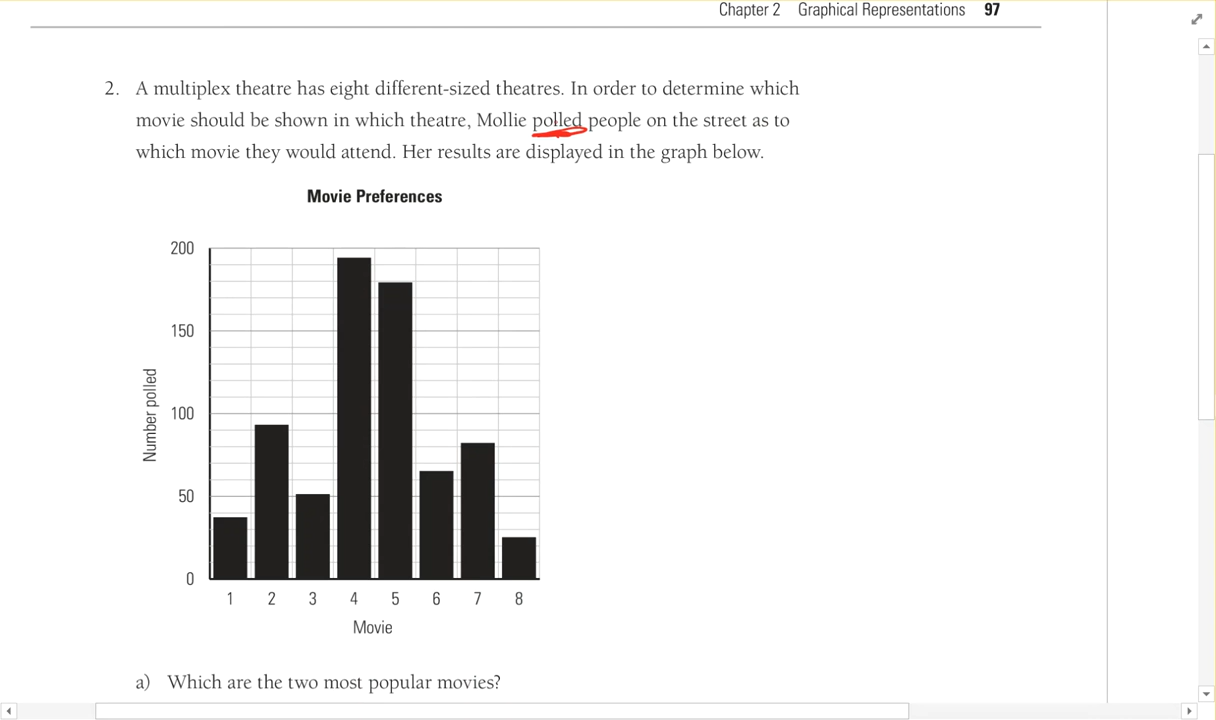 Chapter 2 Graphical Representations 97
2. A multiplex theatre has eight different-sized theatres. In order to determine which
movie should be shown in which theatre, Mollie polled people on the street as to
which movie they would attend. Her results are displayed in the graph below.
Movie Preferences
200
150
100
50
0
Number polled
1 2 3 4 5 6 7 8
Movie
a) Which are the two most popular movies?